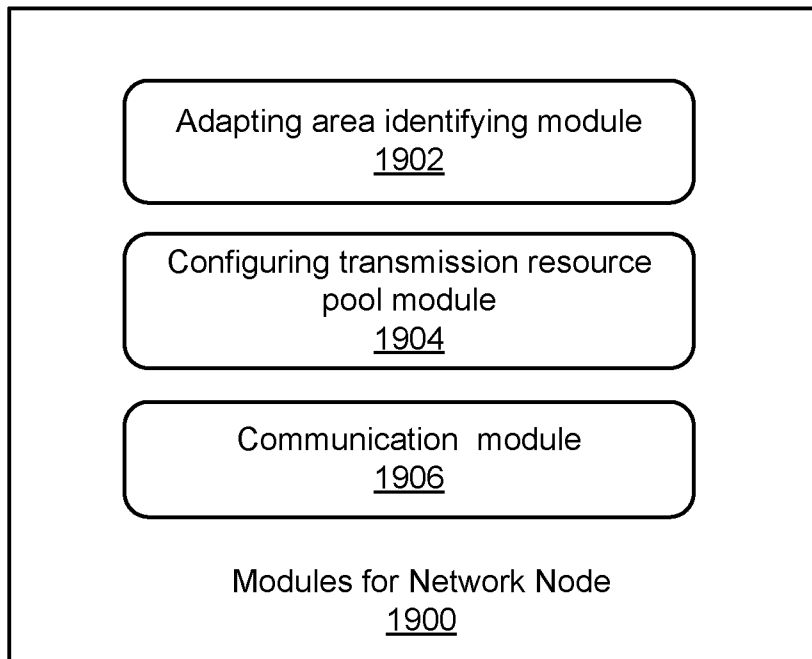 Adapting area identifying module
1902
Configuring transmission resource
pool module
1904
Communication module
1906
Modules for Network Node
1900